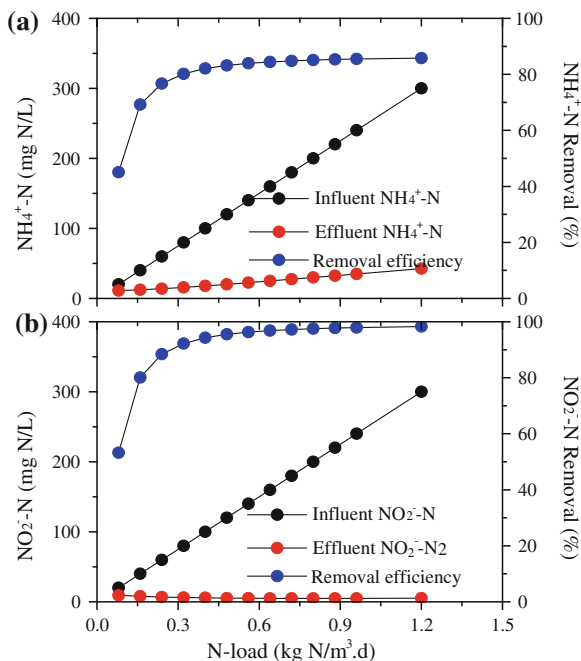 (a)
400
300
200
100
0
NH₄⁺-N (mg N/L)
100
80
60
40
20
0
NH₄⁺-N Removal (%)
Influent NH₄⁺-N
Effluent NH₄⁺-N
Removal efficiency
(b)
400
300
200
100
0
NO₂⁻-N (mg N/L)
100
80
60
40
20
0
NO₂⁻-N Removal (%)
Influent NO₂⁻-N
Effluent NO₂⁻-N2
Removal efficiency
0.0 0.3 0.6 0.9 1.2
N-load (kg N/m³.d)